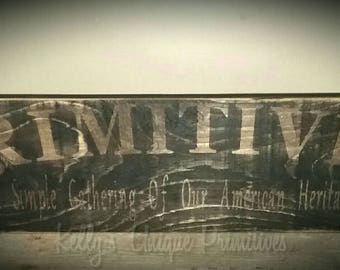 RIMITIV
Simple Gathering Of Our American Herita
Kelly's Unique Primitives